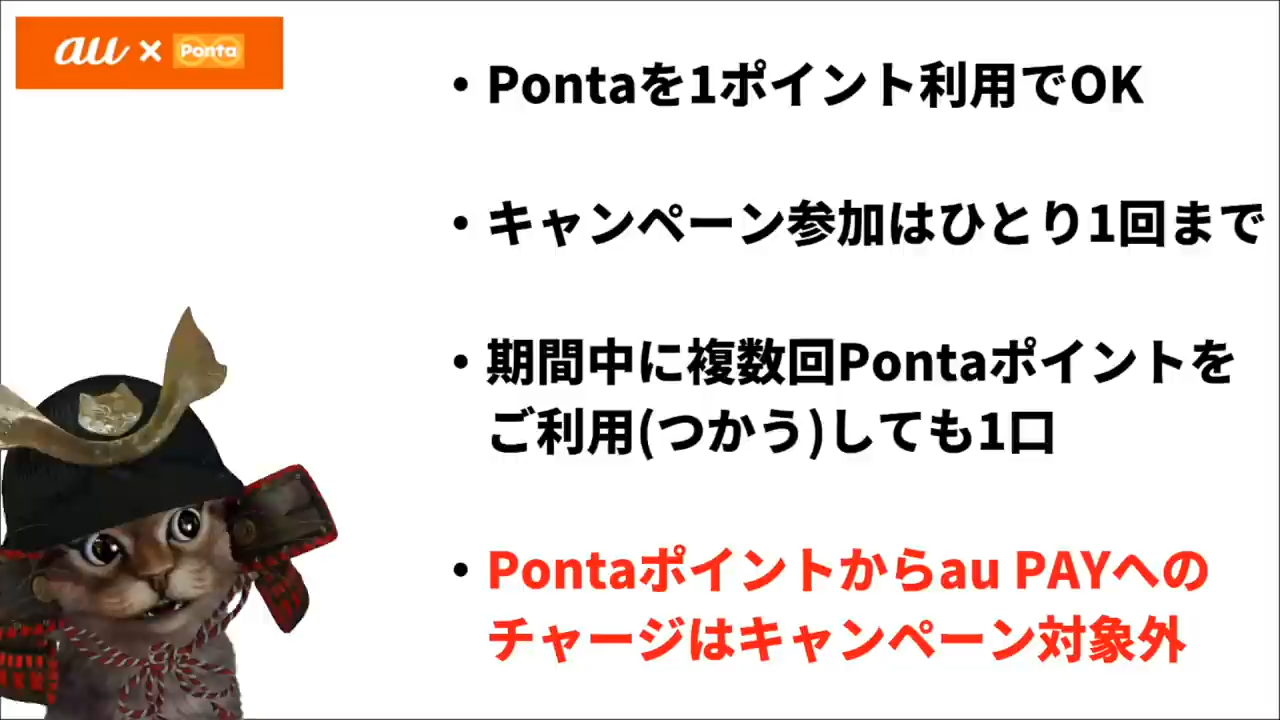 au × Ponta
・Pontaを1ポイント利用でOK
・キャンペーン参加はひとり1回まで
・期間中に複数回Pontaポイントを
ご利用(つかう)しても1口
・Pontaポイントからau PAYへの
チャージはキャンペーン対象外